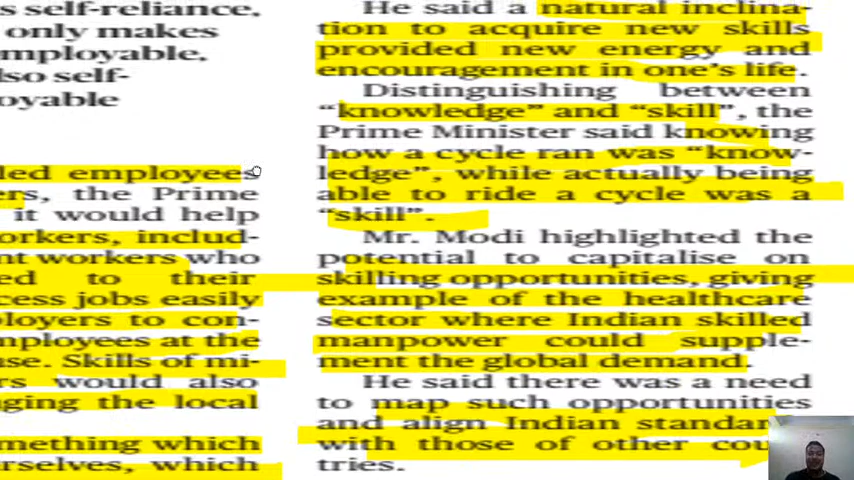 s self-reliance,
only makes
mployable,
lso self-
oyable
led employees
rs, the Prime
it would help
orkers, includ-
nt workers who
ed to their
cess jobs easily
loyers to con-
mployees at the
se. Skills of mi-
rs would also
ging the local
mething which
rselves, which
He said a natural inclina-
tion to acquire new skills
provided new energy and
encouragement in one's life.
Distinguishing between
“knowledge” and “skill”, the
Prime Minister said knowing
how a cycle ran was “know-
ledge”, while actually being
able to ride a cycle was a
“skill”.
Mr. Modi highlighted the
potential to capitalise on
skilling opportunities, giving
example of the healthcare
sector where Indian skilled
manpower could supple-
ment the global demand.
He said there was a need
to map such opportunities
and align Indian standar
with those of other cou
tries.